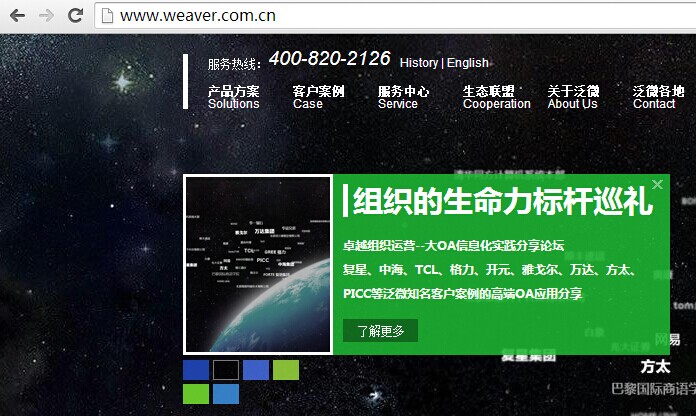 www.weaver.com.cn
服务热线：400-820-2126 History | English
产品方案 客户案例 服务中心 生态联盟 关于泛微 泛微各地
Solutions Case Service Cooperation About Us Contact
组织的生命力标杆巡礼
卓越组织运营--大OA信息化实践分享论坛
复星、中海、TCL、格力、开元、雅戈尔、万达、方太、
PICC等泛微知名客户案例的高端OA应用分享
了解更多
雅戈尔 万达集团
TCL GREE 格力
PICC
方太
复星集团
网易
方太
巴黎国际商语学